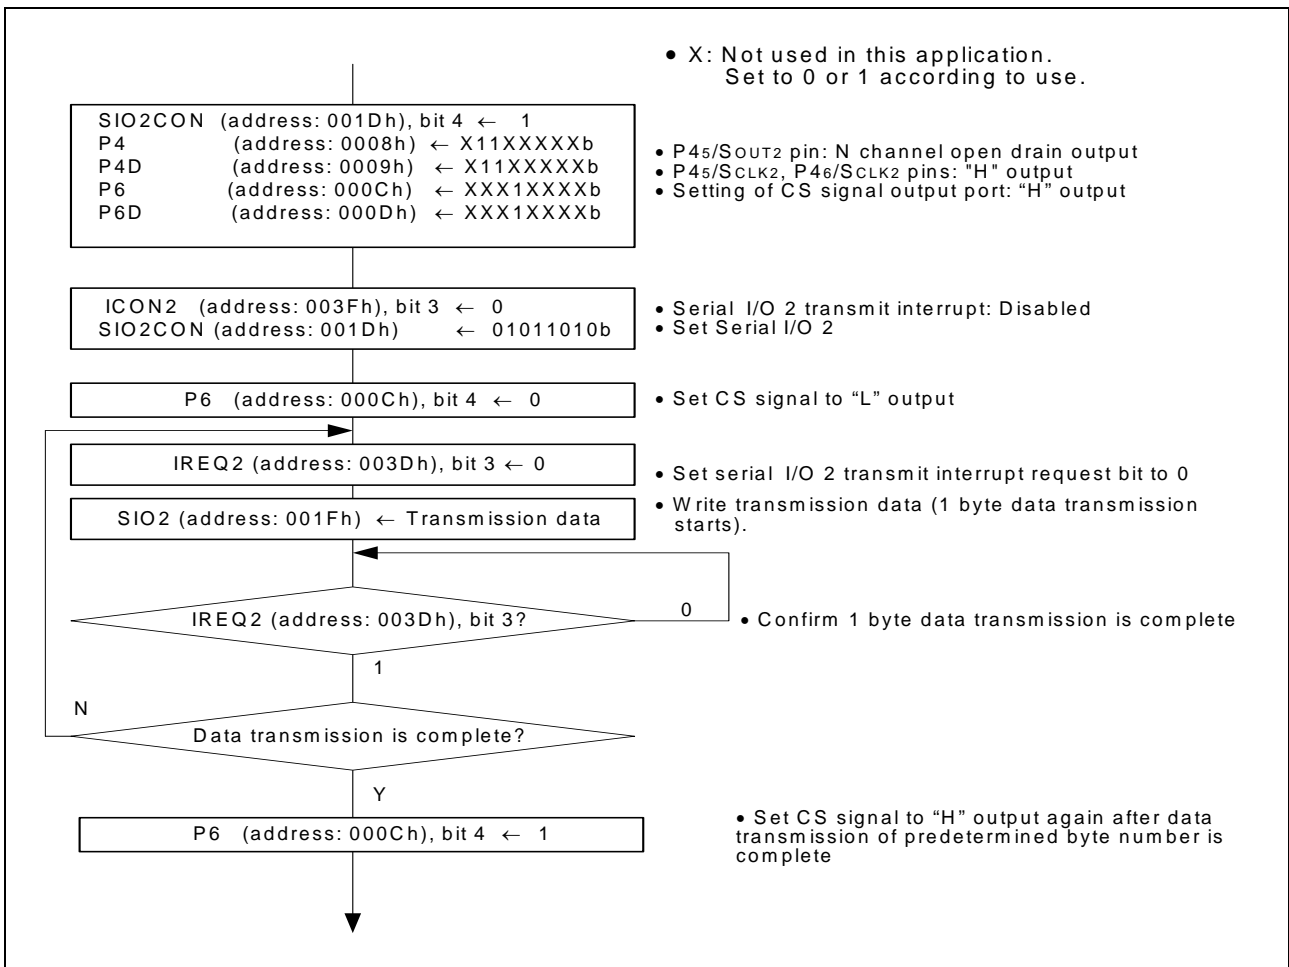 ● X: Not used in this application.
Set to 0 or 1 according to use.
SIO2CON (address: 001Dh), bit 4 ← 1
P4 (address: 0008h) ← X11XXXXXb
P4D (address: 0009h) ← X11XXXXXb
P6 (address: 000Ch) ← XXX1XXXXb
P6D (address: 000Dh) ← XXX1XXXXb
● P45/SOUT2 pin: N channel open drain output
● P45/SCLK2, P46/SCLK2 pins: "H" output
● Setting of CS signal output port: “H” output
ICON2 (address: 003Fh), bit 3 ← 0
SIO2CON (address: 001Dh) ← 01011010b
● Serial I/O 2 transmit interrupt: Disabled
● Set Serial I/O 2
P6 (address: 000Ch), bit 4 ← 0
● Set CS signal to “L” output
IREQ2 (address: 003Dh), bit 3 ← 0
● Set serial I/O 2 transmit interrupt request bit to 0
SIO2 (address: 001Fh) ← Transmission data
● Write transmission data (1 byte data transmission
starts).
IREQ2 (address: 003Dh), bit 3?
0
● Confirm 1 byte data transmission is complete
1
N
Data transmission is complete?
Y
P6 (address: 000Ch), bit 4 ← 1
● Set CS signal to “H” output again after data
transmission of predetermined byte number is
complete